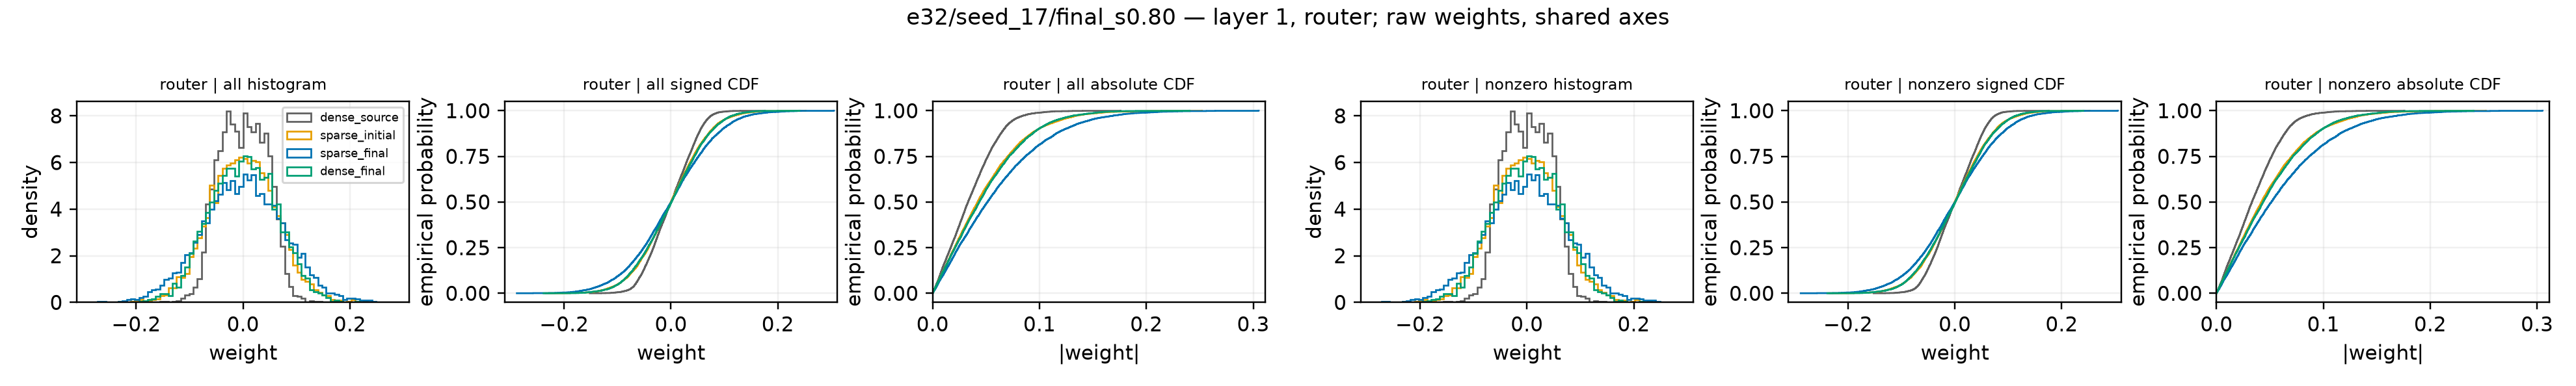 e32/seed_17/final_s0.80 — layer 1, router; raw weights, shared axes
router | all histogram
density
8
6
4
2
0
−0.2
0.0
0.2
weight
dense_source
sparse_initial
sparse_final
dense_final
router | all signed CDF
empirical probability
1.00
0.75
0.50
0.25
0.00
−0.2
0.0
0.2
weight
router | all absolute CDF
empirical probability
1.00
0.75
0.50
0.25
0.00
0.0
0.1
0.2
0.3
|weight|
router | nonzero histogram
density
8
6
4
2
0
−0.2
0.0
0.2
weight
router | nonzero signed CDF
empirical probability
1.00
0.75
0.50
0.25
0.00
−0.2
0.0
0.2
weight
router | nonzero absolute CDF
empirical probability
1.00
0.75
0.50
0.25
0.00
0.0
0.1
0.2
0.3
|weight|